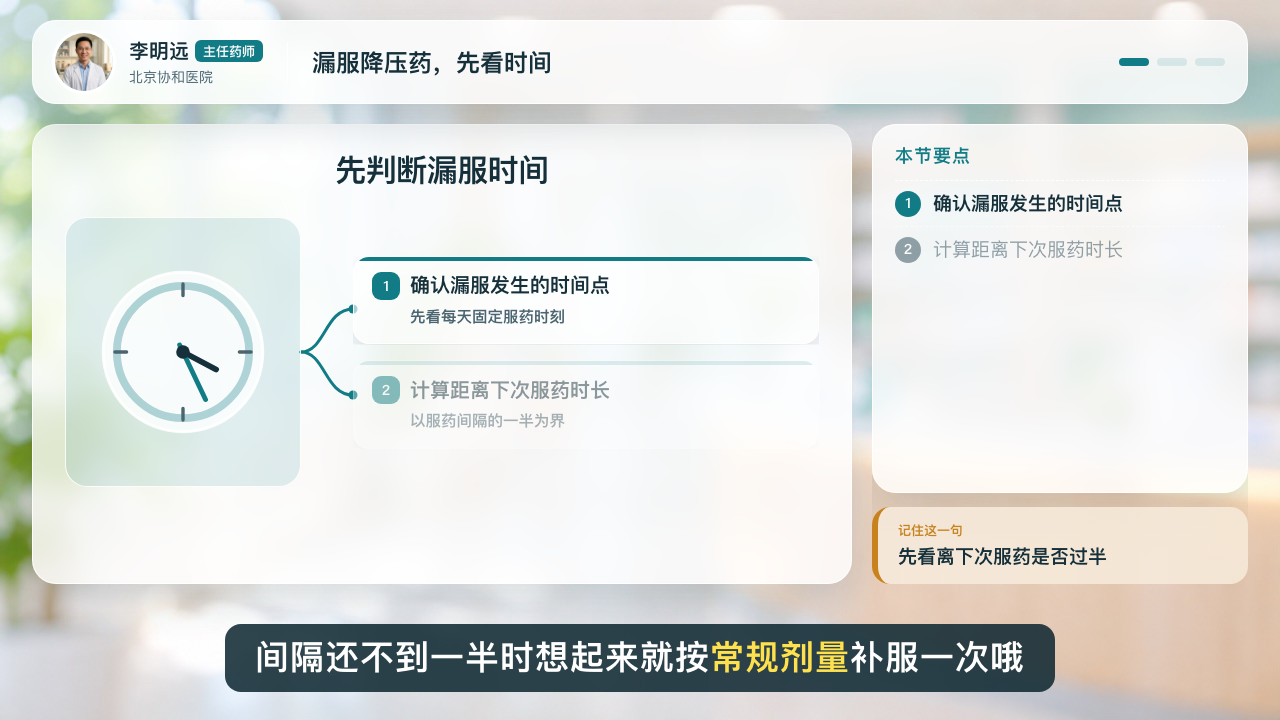 李明远 主任药师
北京协和医院
漏服降压药，先看时间
先判断漏服时间
1 确认漏服发生的时间点
先看每天固定服药时刻
2 计算距离下次服药时长
以服药间隔的一半为界
本节要点
1 确认漏服发生的时间点
2 计算距离下次服药时长
记住这一句
先看离下次服药是否过半
间隔还不到一半时想起来就按常规剂量补服一次哦